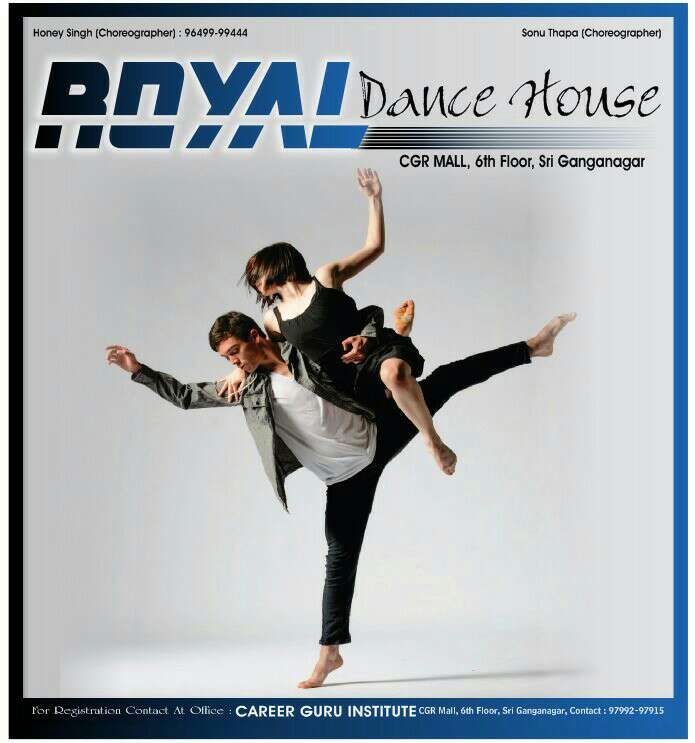 Honey Singh (Choreographer) : 96499-99444
Sonu Thapa (Choreographer)
ROYAL Dance House
CGR MALL, 6th Floor, Sri Ganganagar
For Registration Contact At Office : CAREER GURU INSTITUTE CGR Mall, 6th Floor, Sri Ganganagar, Contact : 97992-97915